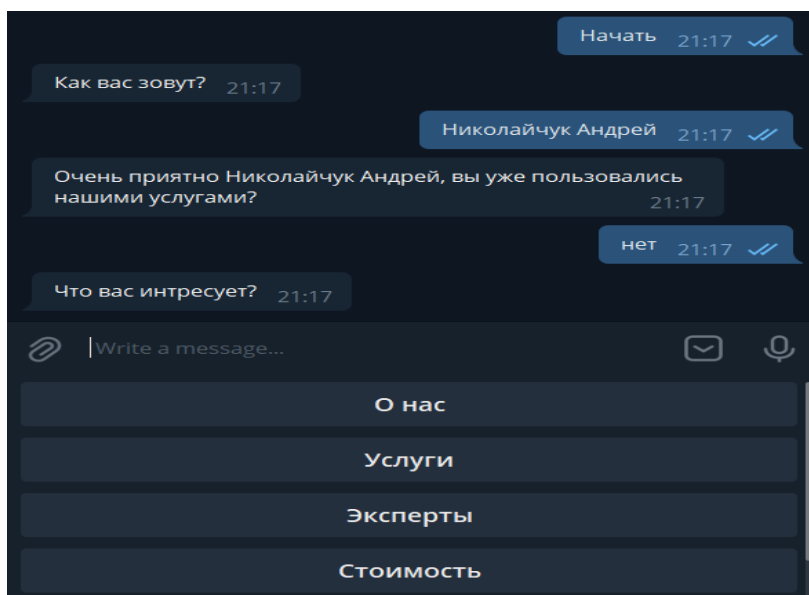 Начать 21:17
Как вас зовут? 21:17
Николайчук Андрей 21:17
Очень приятно Николайчук Андрей, вы уже пользовались
нашими услугами? 21:17
нет 21:17
Что вас интресует? 21:17
Write a message...
О нас
Услуги
Эксперты
Стоимость